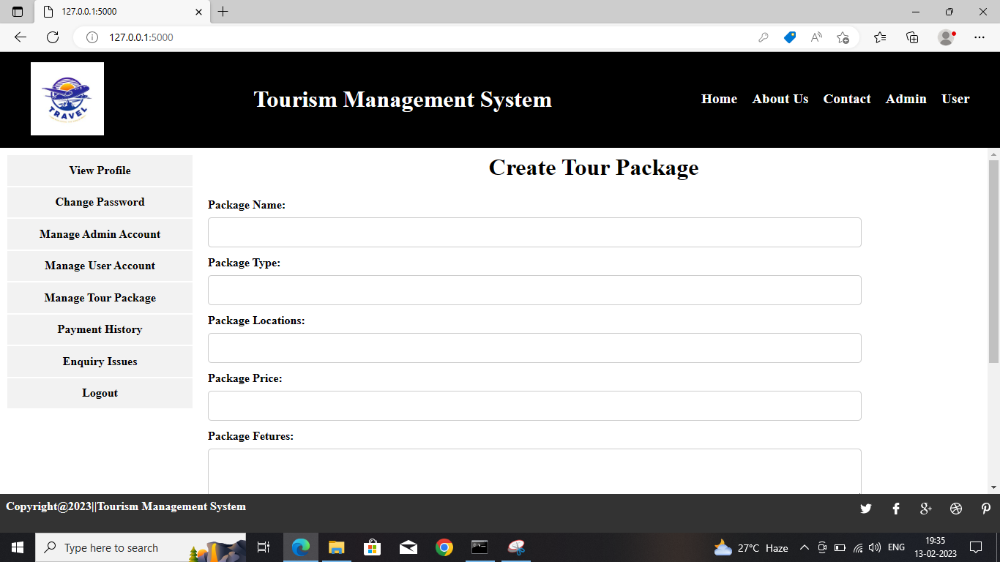 127.0.0.1:5000
127.0.0.1:5000
TRAVEL
Tourism Management System
Home About Us Contact Admin User
View Profile
Change Password
Manage Admin Account
Manage User Account
Manage Tour Package
Payment History
Enquiry Issues
Logout
Create Tour Package
Package Name:
Package Type:
Package Locations:
Package Price:
Package Fetures:
Copyright@2023||Tourism Management System
Type here to search
27°C Haze
ENG
19:35
13-02-2023